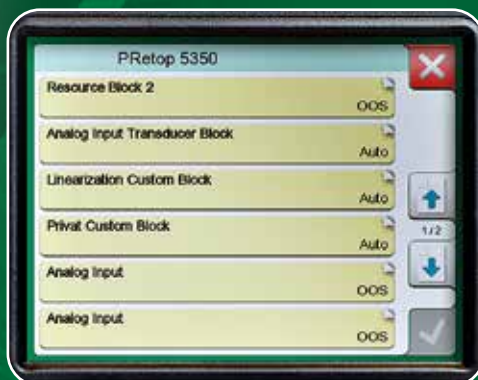 PRetop 5350
Resource Block 2
OOS
Analog Input Transducer Block
Auto
Linearization Custom Block
Auto
Privat Custom Block
Auto
1/2
Analog Input
OOS
Analog Input
OOS